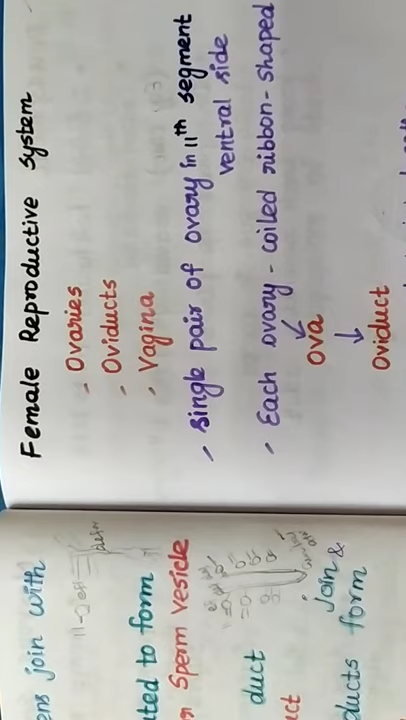 Female Reproductive System
- Ovaries
- Oviducts
- Vagina
- single pair of ovary in 11th segment
ventral side
- Each ovary - coiled ribbon-shaped
↙
ova
↓
Oviduct
ens join with
ted to form
Sperm vesicle
duct
join &
ct
ducts form